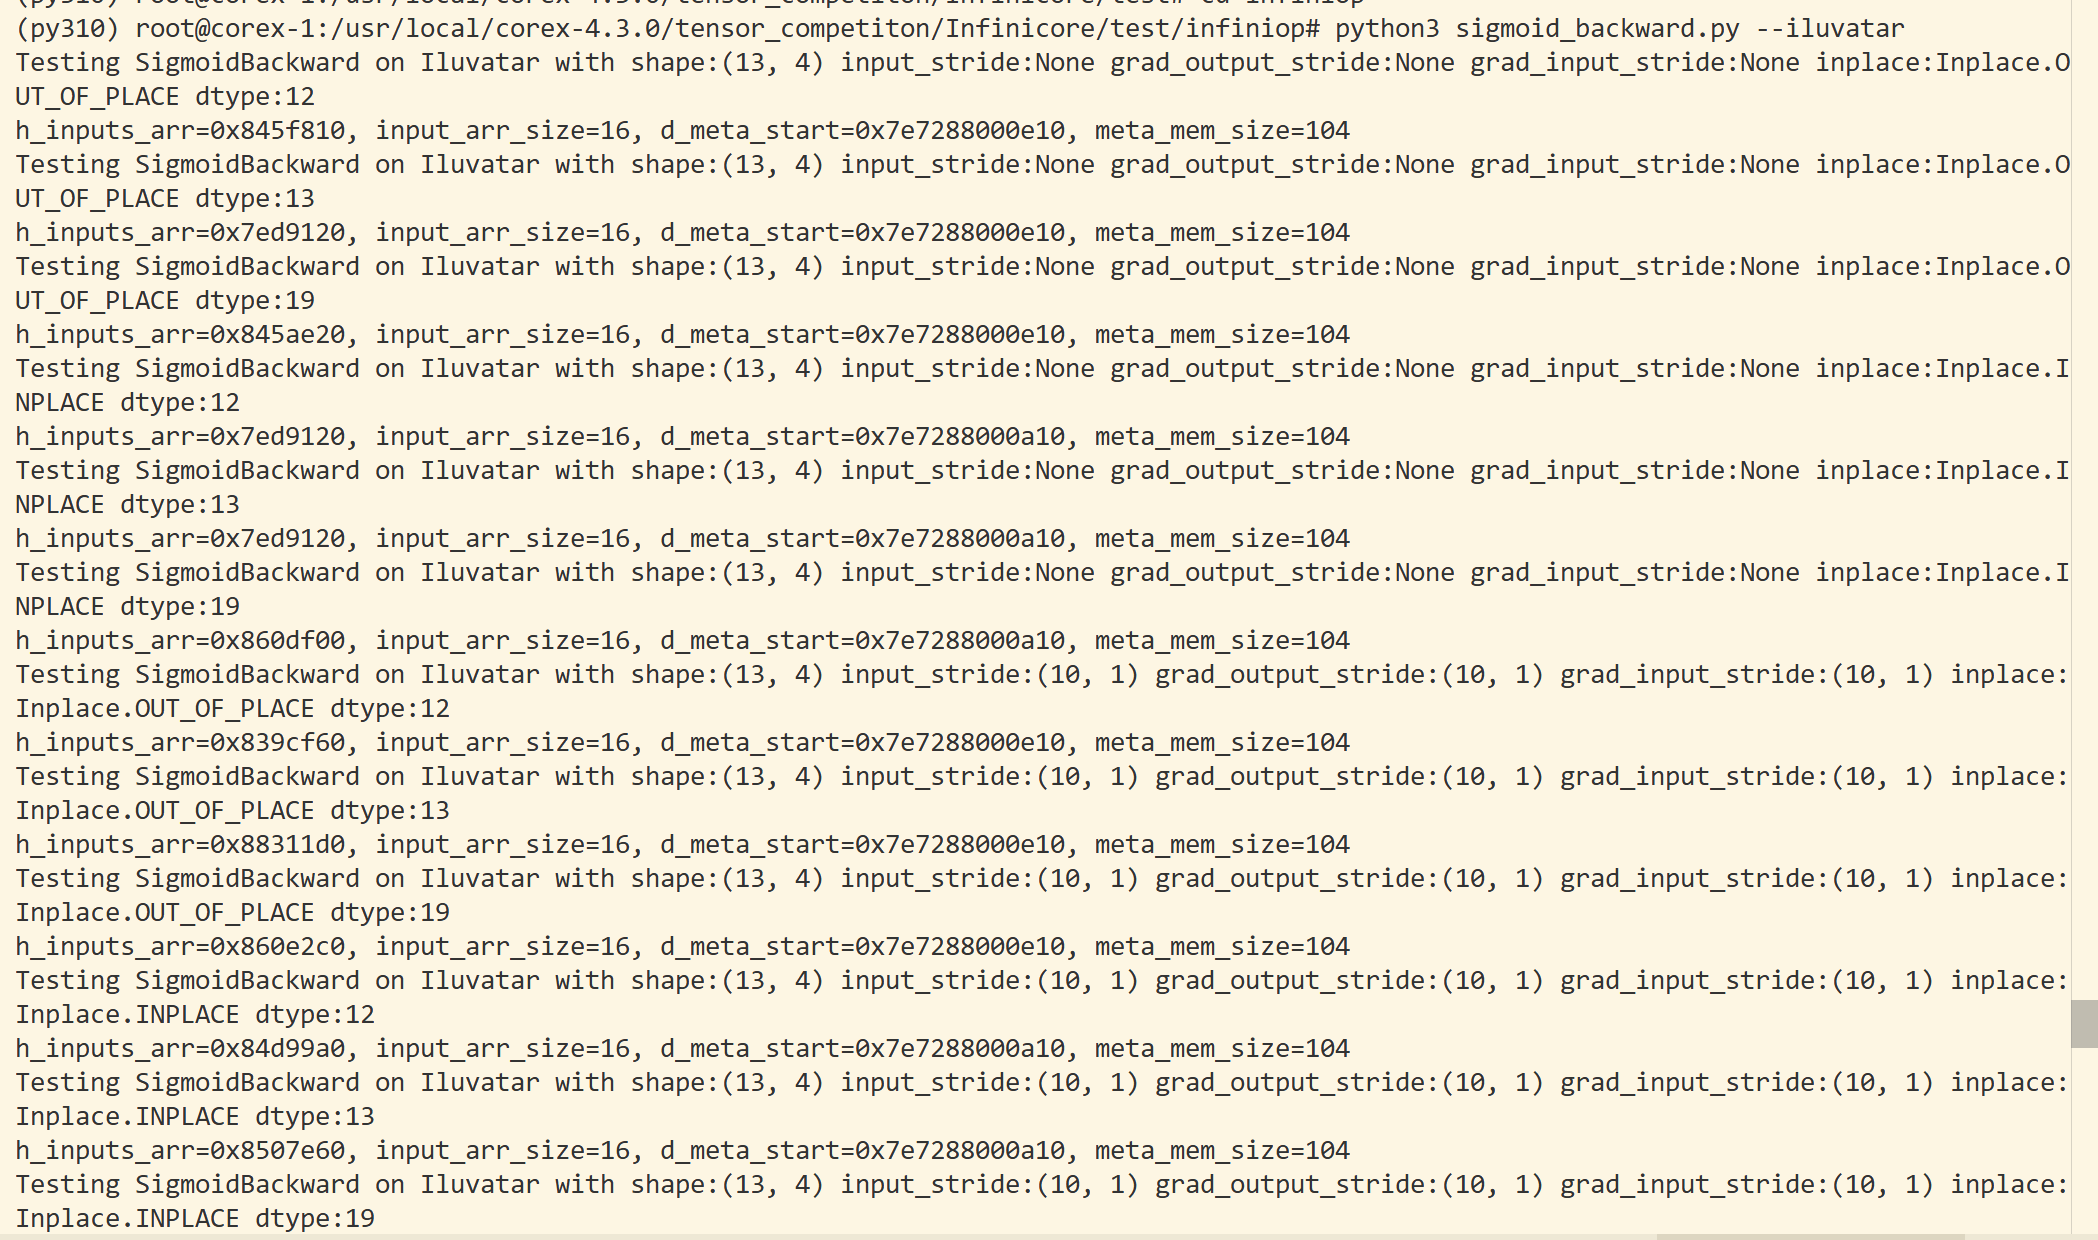 (py310) root@corex-1:/usr/local/corex-4.3.0/tensor_competiton/Infinicore/test# cd infiniop
(py310) root@corex-1:/usr/local/corex-4.3.0/tensor_competiton/Infinicore/test/infiniop# python3 sigmoid_backward.py --iluvatar
Testing SigmoidBackward on Iluvatar with shape:(13, 4) input_stride:None grad_output_stride:None grad_input_stride:None inplace:Inplace.O
UT_OF_PLACE dtype:12
h_inputs_arr=0x845f810, input_arr_size=16, d_meta_start=0x7e7288000e10, meta_mem_size=104
Testing SigmoidBackward on Iluvatar with shape:(13, 4) input_stride:None grad_output_stride:None grad_input_stride:None inplace:Inplace.O
UT_OF_PLACE dtype:13
h_inputs_arr=0x7ed9120, input_arr_size=16, d_meta_start=0x7e7288000e10, meta_mem_size=104
Testing SigmoidBackward on Iluvatar with shape:(13, 4) input_stride:None grad_output_stride:None grad_input_stride:None inplace:Inplace.O
UT_OF_PLACE dtype:19
h_inputs_arr=0x845ae20, input_arr_size=16, d_meta_start=0x7e7288000e10, meta_mem_size=104
Testing SigmoidBackward on Iluvatar with shape:(13, 4) input_stride:None grad_output_stride:None grad_input_stride:None inplace:Inplace.I
NPLACE dtype:12
h_inputs_arr=0x7ed9120, input_arr_size=16, d_meta_start=0x7e7288000a10, meta_mem_size=104
Testing SigmoidBackward on Iluvatar with shape:(13, 4) input_stride:None grad_output_stride:None grad_input_stride:None inplace:Inplace.I
NPLACE dtype:13
h_inputs_arr=0x7ed9120, input_arr_size=16, d_meta_start=0x7e7288000a10, meta_mem_size=104
Testing SigmoidBackward on Iluvatar with shape:(13, 4) input_stride:None grad_output_stride:None grad_input_stride:None inplace:Inplace.I
NPLACE dtype:19
h_inputs_arr=0x860df00, input_arr_size=16, d_meta_start=0x7e7288000a10, meta_mem_size=104
Testing SigmoidBackward on Iluvatar with shape:(13, 4) input_stride:(10, 1) grad_output_stride:(10, 1) grad_input_stride:(10, 1) inplace:
Inplace.OUT_OF_PLACE dtype:12
h_inputs_arr=0x839cf60, input_arr_size=16, d_meta_start=0x7e7288000e10, meta_mem_size=104
Testing SigmoidBackward on Iluvatar with shape:(13, 4) input_stride:(10, 1) grad_output_stride:(10, 1) grad_input_stride:(10, 1) inplace:
Inplace.OUT_OF_PLACE dtype:13
h_inputs_arr=0x88311d0, input_arr_size=16, d_meta_start=0x7e7288000e10, meta_mem_size=104
Testing SigmoidBackward on Iluvatar with shape:(13, 4) input_stride:(10, 1) grad_output_stride:(10, 1) grad_input_stride:(10, 1) inplace:
Inplace.OUT_OF_PLACE dtype:19
h_inputs_arr=0x860e2c0, input_arr_size=16, d_meta_start=0x7e7288000e10, meta_mem_size=104
Testing SigmoidBackward on Iluvatar with shape:(13, 4) input_stride:(10, 1) grad_output_stride:(10, 1) grad_input_stride:(10, 1) inplace:
Inplace.INPLACE dtype:12
h_inputs_arr=0x84d99a0, input_arr_size=16, d_meta_start=0x7e7288000a10, meta_mem_size=104
Testing SigmoidBackward on Iluvatar with shape:(13, 4) input_stride:(10, 1) grad_output_stride:(10, 1) grad_input_stride:(10, 1) inplace:
Inplace.INPLACE dtype:13
h_inputs_arr=0x8507e60, input_arr_size=16, d_meta_start=0x7e7288000a10, meta_mem_size=104
Testing SigmoidBackward on Iluvatar with shape:(13, 4) input_stride:(10, 1) grad_output_stride:(10, 1) grad_input_stride:(10, 1) inplace:
Inplace.INPLACE dtype:19